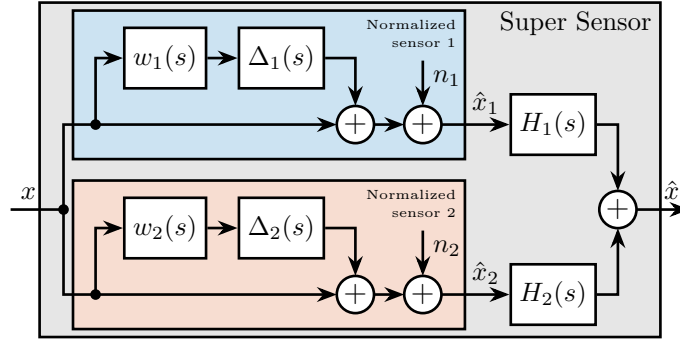 Super Sensor
Normalized
sensor 1
w₁(s)
Δ₁(s)
n₁
+
+
x̂₁
H₁(s)
x
+
x̂
Normalized
sensor 2
w₂(s)
Δ₂(s)
n₂
+
+
x̂₂
H₂(s)